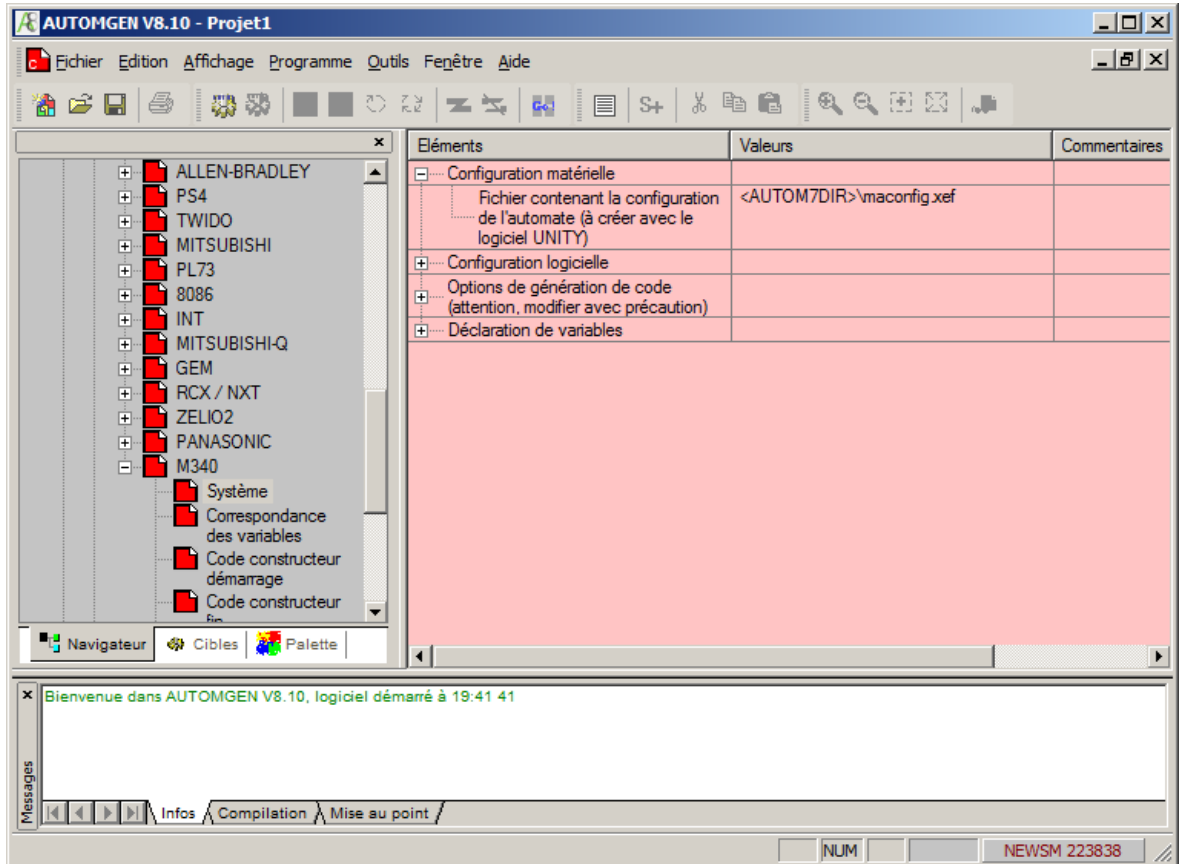 AUTOMGEN V8.10 - Projet1
Fichier Edition Affichage Programme Outils Fenêtre Aide
Go!
S+
ALLEN-BRADLEY
PS4
TWIDO
MITSUBISHI
PL73
8086
INT
MITSUBISHI-Q
GEM
RCX / NXT
ZELIO2
PANASONIC
M340
Système
Correspondance
des variables
Code constructeur
démarrage
Code constructeur
fin
Navigateur Cibles Palette
Eléments Valeurs Commentaires
Configuration matérielle
Fichier contenant la configuration
de l'automate (à créer avec le
logiciel UNITY)
<AUTOM7DIR>\maconfig.xef
Configuration logicielle
Options de génération de code
(attention, modifier avec précaution)
Déclaration de variables
Messages
Bienvenue dans AUTOMGEN V8.10, logiciel démarré à 19:41 41
Infos Compilation Mise au point
NUM NEWSM 223838